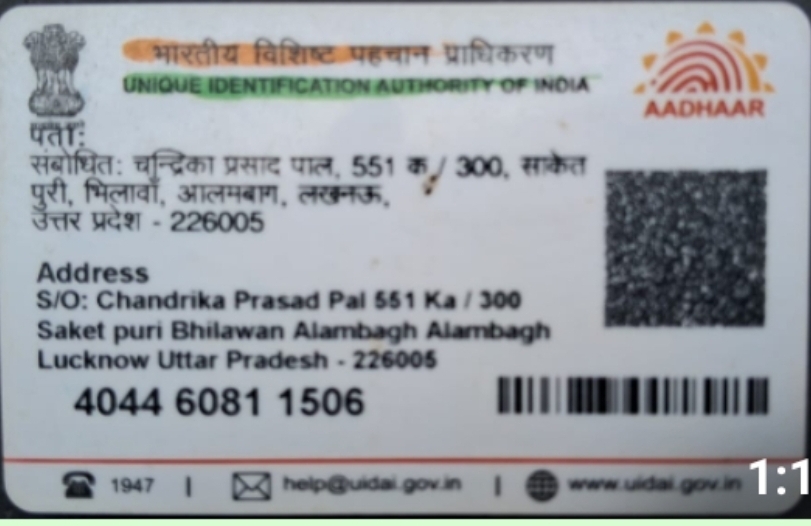 भारतीय विशिष्ट पहचान प्राधिकरण
UNIQUE IDENTIFICATION AUTHORITY OF INDIA
AADHAAR
पता:
संबोधित: चन्द्रिका प्रसाद पाल, 551 क / 300, साकेत
पुरी, भिलावाँ, आलमबाग, लखनऊ,
उत्तर प्रदेश - 226005
Address
S/O: Chandrika Prasad Pal 551 Ka / 300
Saket puri Bhilawan Alambagh Alambagh
Lucknow Uttar Pradesh - 226005
4044 6081 1506
1947 | help@uidai.gov.in | www.uidai.gov.in
1:1